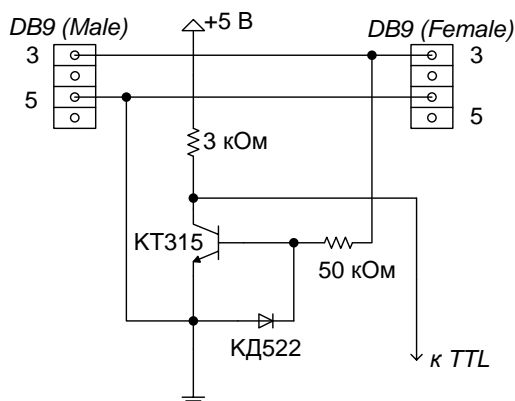 DB9 (Male)
+5 В
DB9 (Female)
3
3
5
5
3 кОм
КТ315
50 кОм
КД522
к TTL